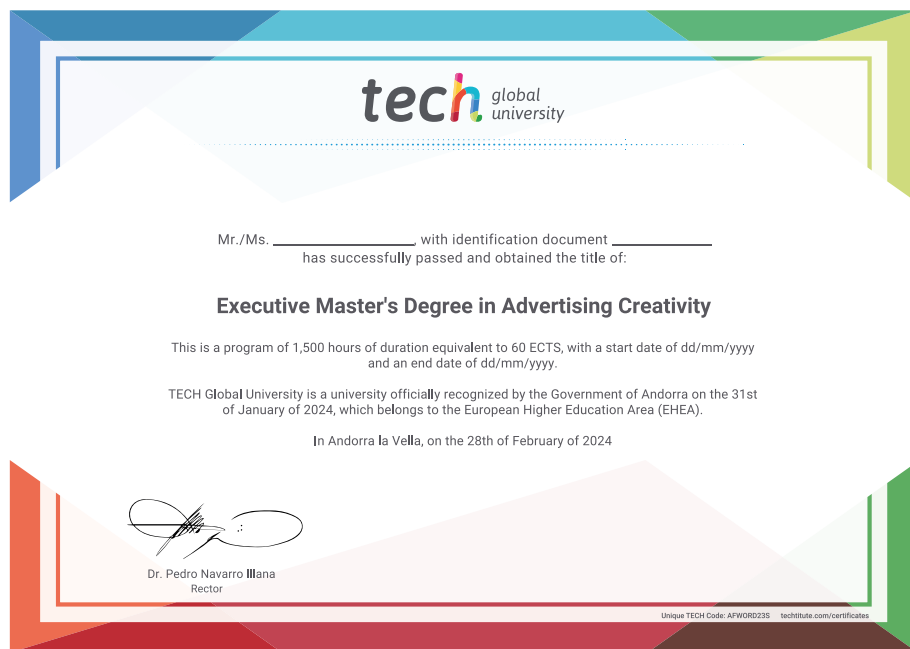 tech global
university
Mr./Ms. ________________, with identification document ____________
has successfully passed and obtained the title of:
Executive Master's Degree in Advertising Creativity
This is a program of 1,500 hours of duration equivalent to 60 ECTS, with a start date of dd/mm/yyyy
and an end date of dd/mm/yyyy.
TECH Global University is a university officially recognized by the Government of Andorra on the 31st
of January of 2024, which belongs to the European Higher Education Area (EHEA).
In Andorra la Vella, on the 28th of February of 2024
Dr. Pedro Navarro Illana
Rector
Unique TECH Code: AFWORD23S techtitute.com/certificates